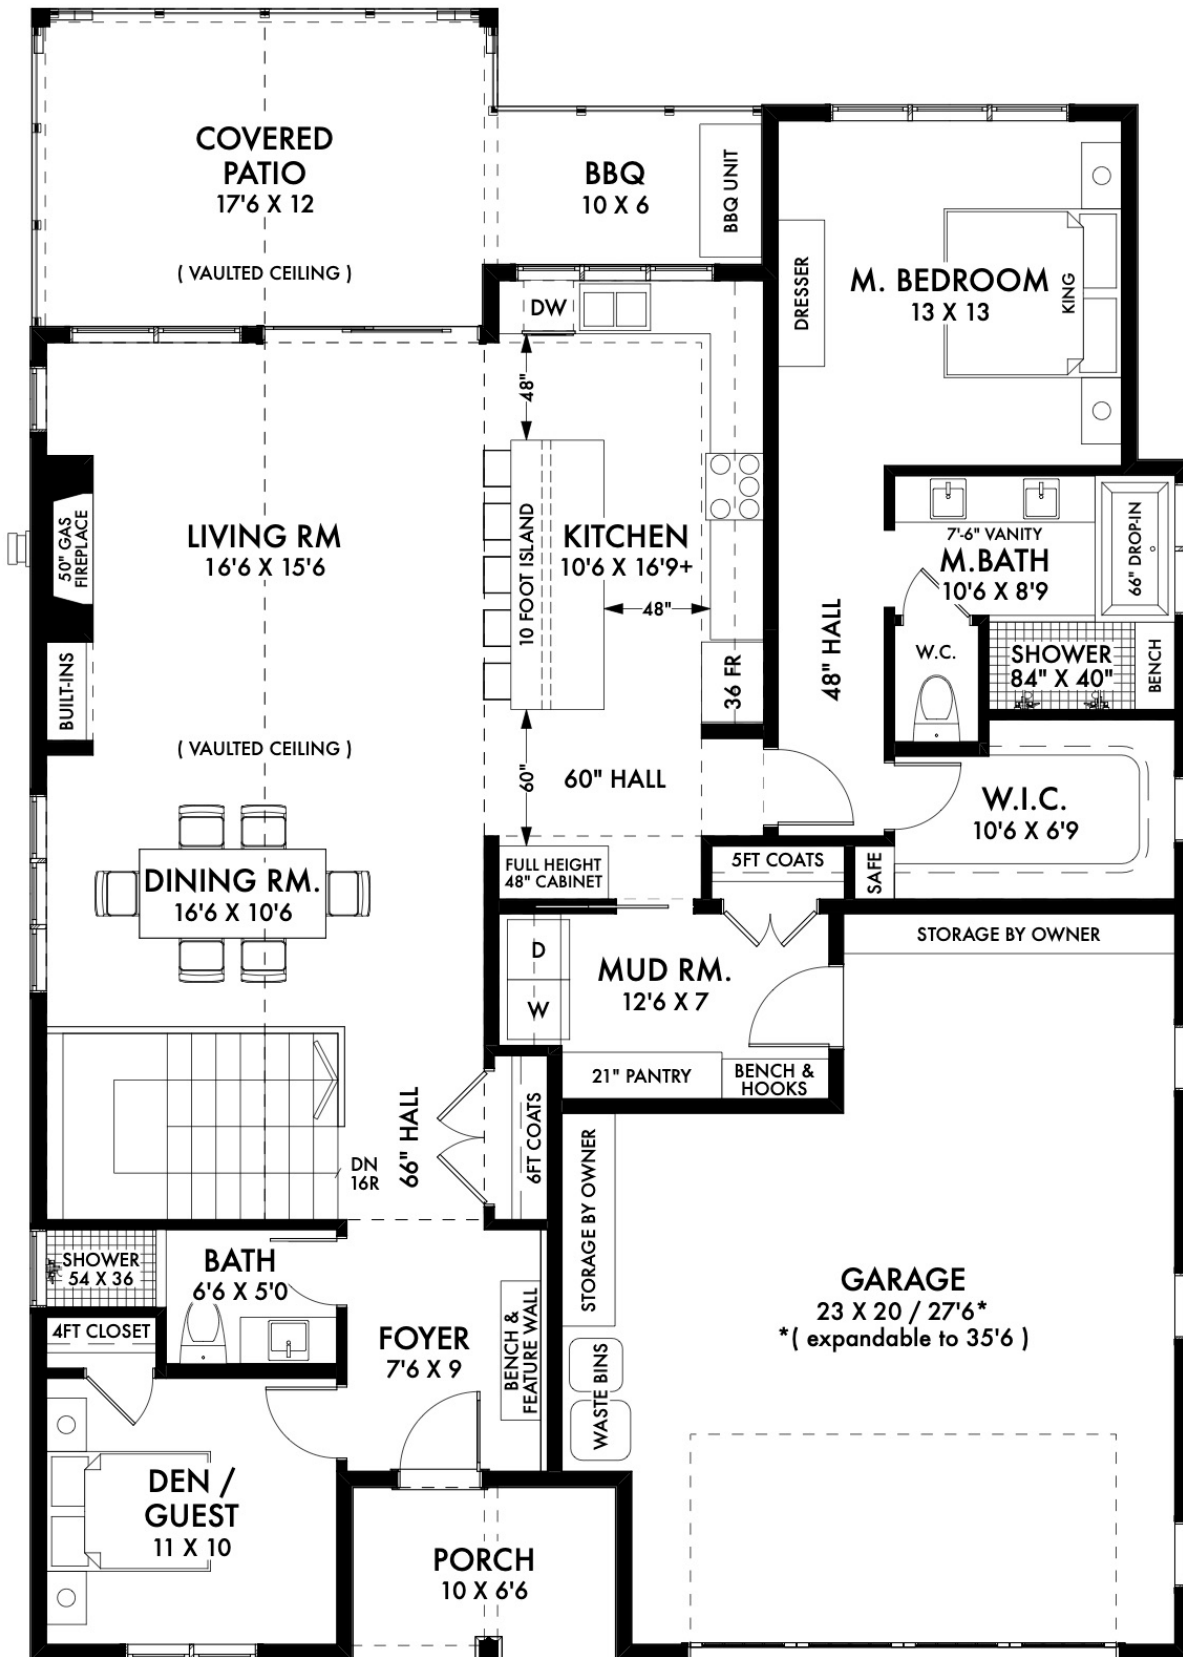 COVERED
PATIO
17'6 X 12
( VAULTED CEILING )
BBQ
10 X 6
BBQ UNIT
DRESSER
M. BEDROOM
13 X 13
KING
DW
48"
LIVING RM
16'6 X 15'6
50" GAS
FIREPLACE
BUILT-INS
( VAULTED CEILING )
10 FOOT ISLAND
KITCHEN
10'6 X 16'9+
48"
36 FR
60"
60" HALL
48" HALL
7'-6" VANITY
M.BATH
10'6 X 8'9
66" DROP-IN
W.C.
SHOWER
84" X 40"
BENCH
W.I.C.
10'6 X 6'9
SAFE
5FT COATS
FULL HEIGHT
48" CABINET
DINING RM.
16'6 X 10'6
D
W
MUD RM.
12'6 X 7
STORAGE BY OWNER
21" PANTRY
BENCH &
HOOKS
66" HALL
6FT COATS
DN
16R
STORAGE BY OWNER
SHOWER
54 X 36
BATH
6'6 X 5'0
4FT CLOSET
FOYER
7'6 X 9
BENCH &
FEATURE WALL
WASTE BINS
GARAGE
23 X 20 / 27'6*
*( expandable to 35'6 )
DEN /
GUEST
11 X 10
PORCH
10 X 6'6